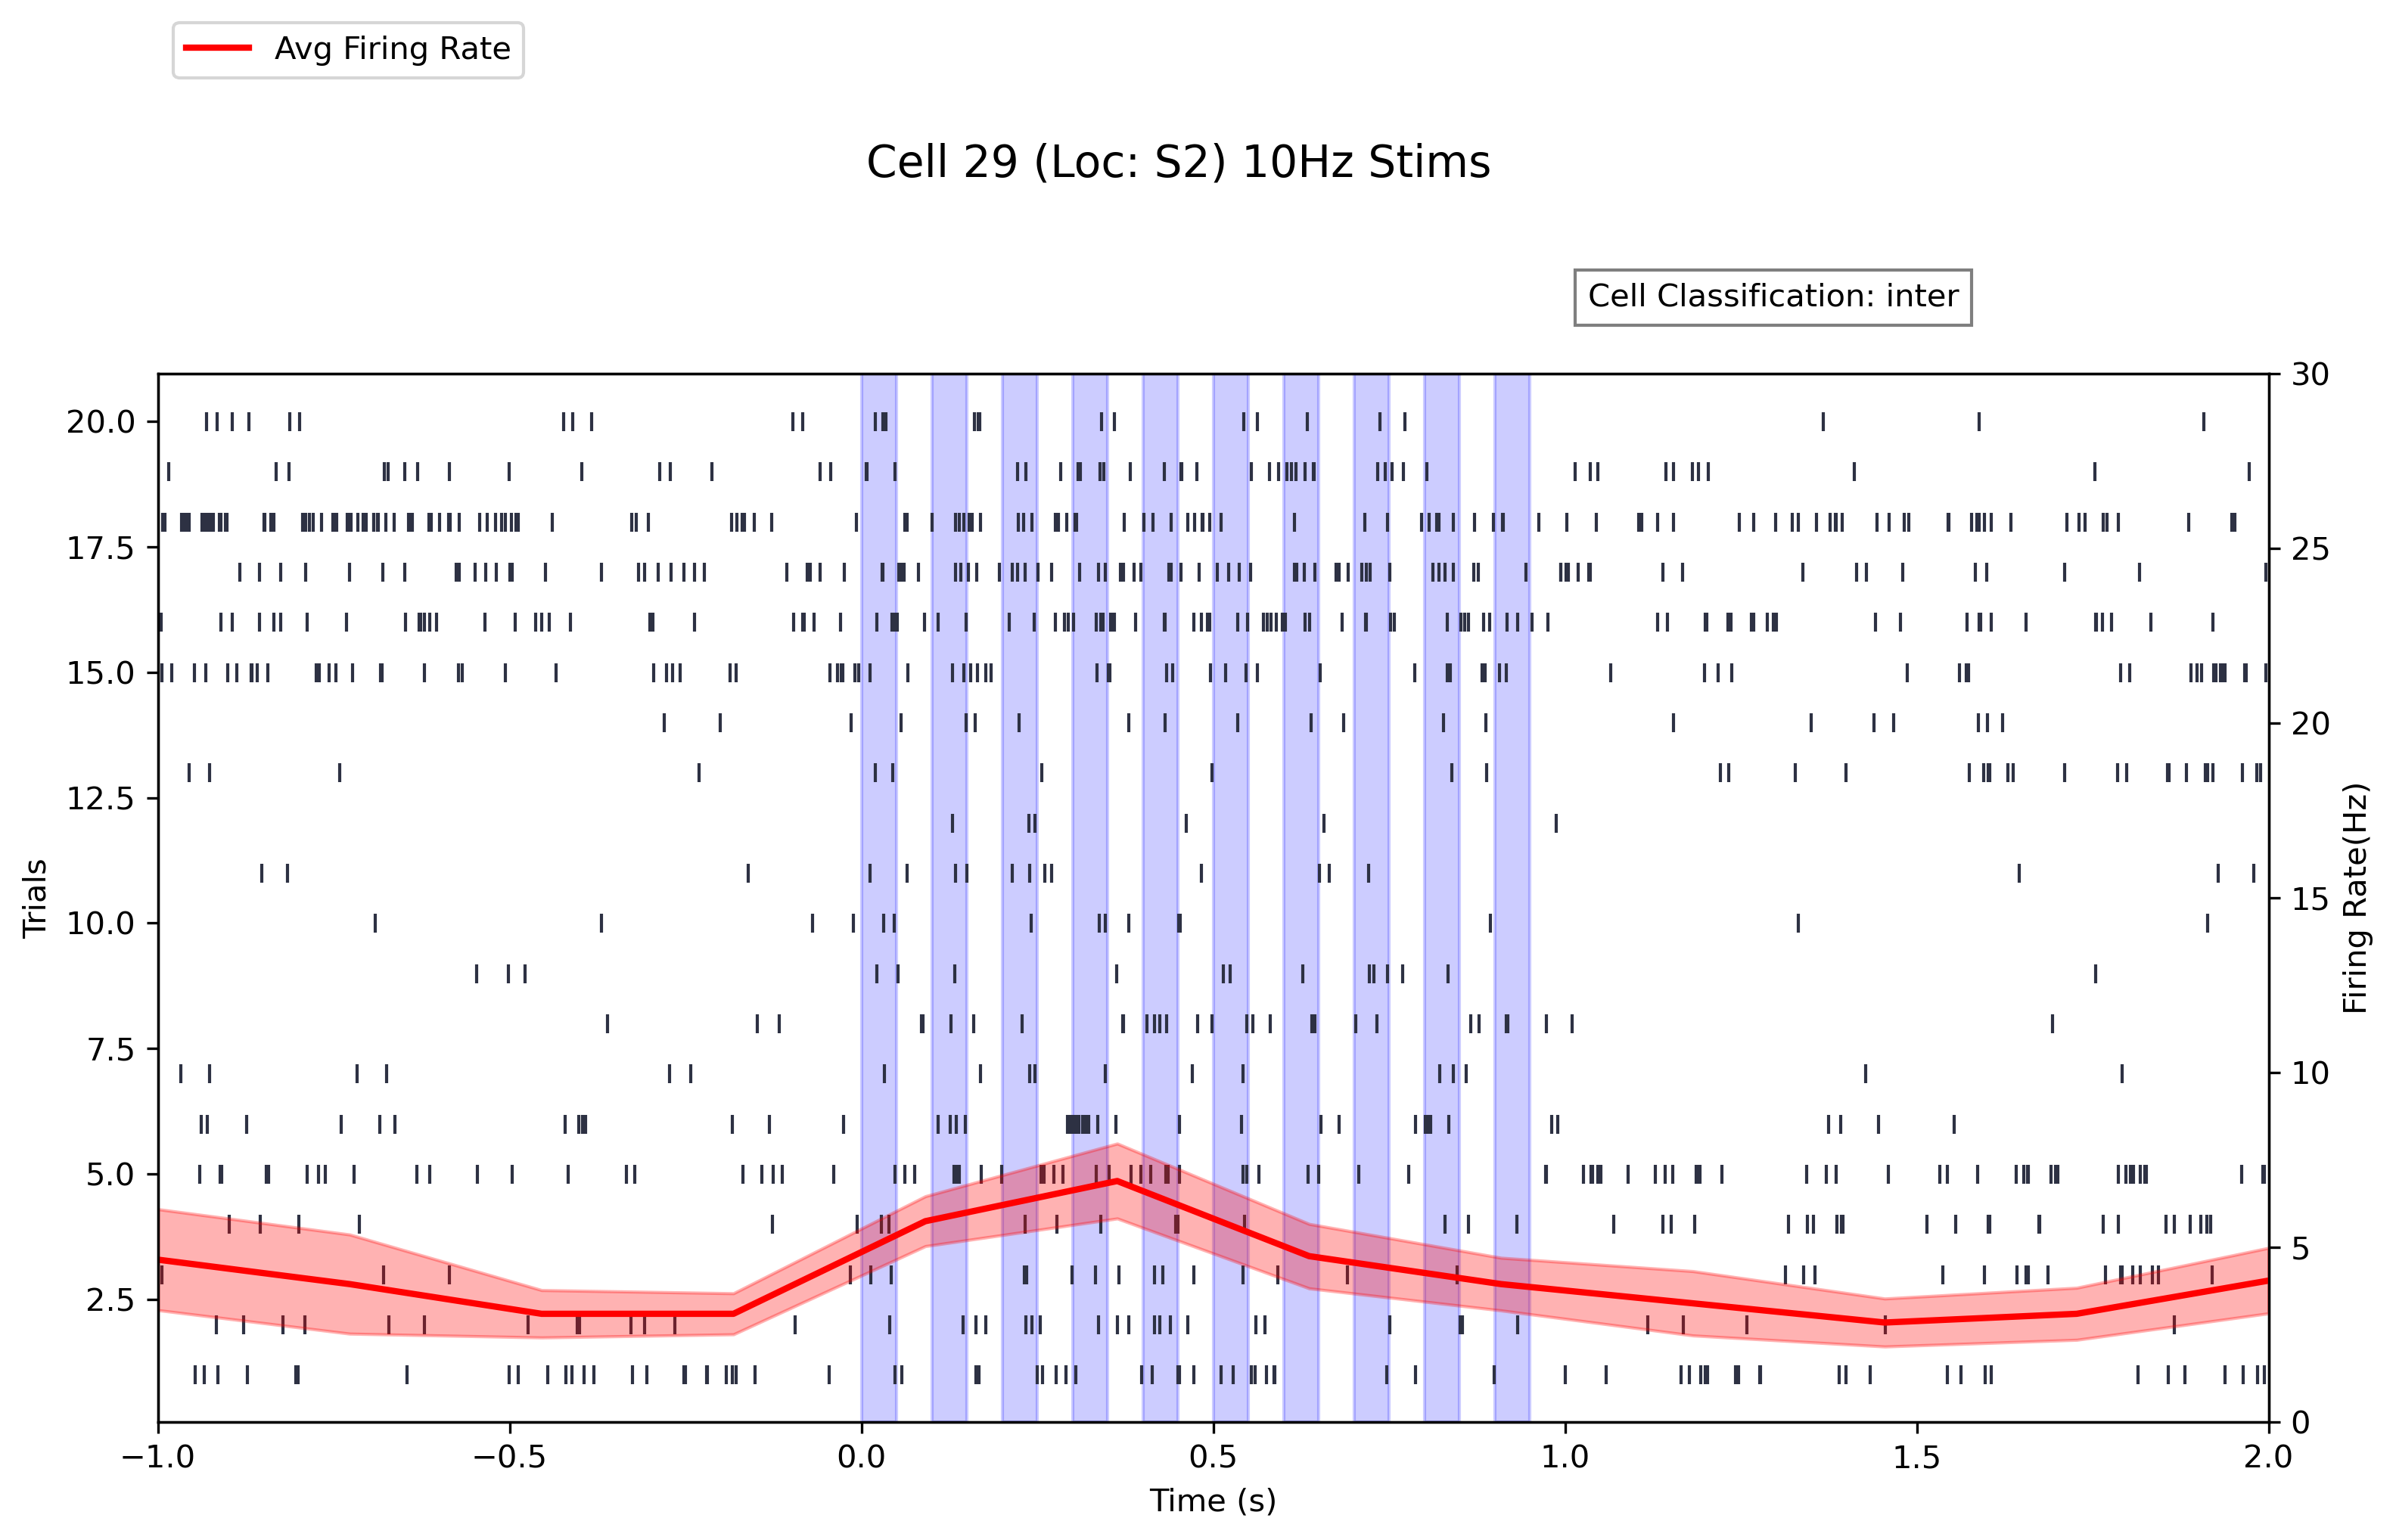 Avg Firing Rate
Cell 29 (Loc: S2) 10Hz Stims
Cell Classification: inter
20.0
17.5
15.0
12.5
10.0
7.5
5.0
2.5
Trials
30
25
20
15
10
5
0
Firing Rate(Hz)
−1.0 −0.5 0.0 0.5 1.0 1.5 2.0
Time (s)